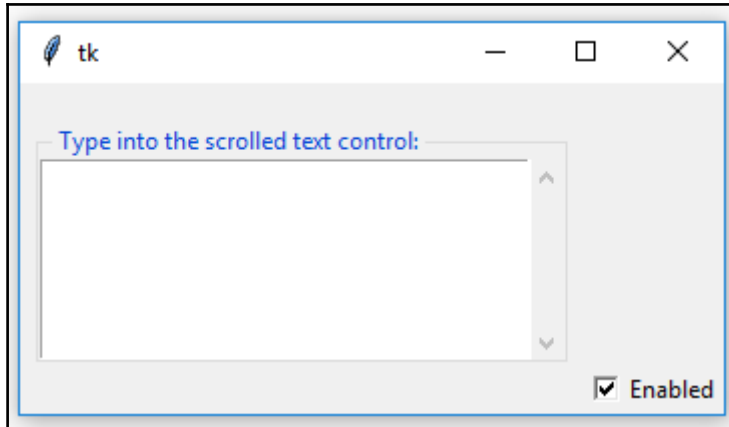 tk
Type into the scrolled text control:
Enabled